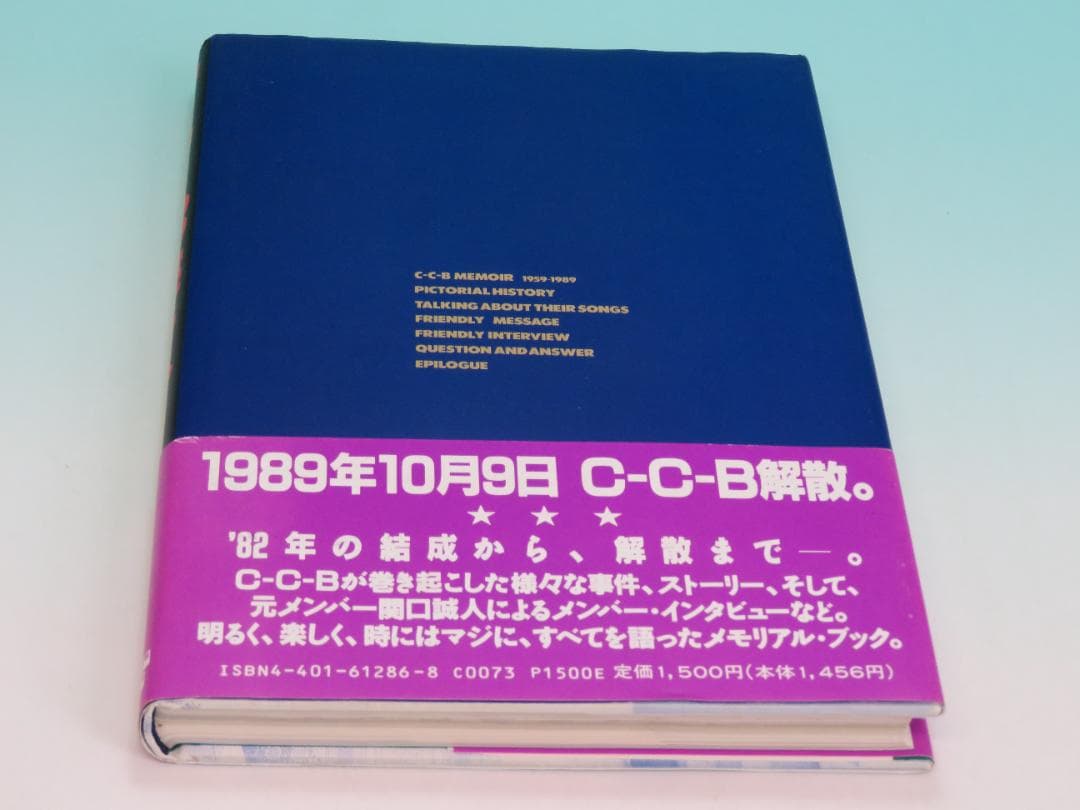 C-C-B MEMOIR 1959-1989
PICTORIAL HISTORY
TALKING ABOUT THEIR SONGS
FRIENDLY MESSAGE
FRIENDLY INTERVIEW
QUESTION AND ANSWER
EPILOGUE
1989年10月9日 C-C-B解散。
★ ★ ★
'82年の結成から、解散まで―。
C-C-Bが巻き起こした様々な事件、ストーリー、そして、
元メンバー関口誠人によるメンバー・インタビューなど。
明るく、楽しく、時にはマジに、すべてを語ったメモリアル・ブック。
ISBN4-401-61286-8 C0073 P1500E 定価1,500円(本体1,456円)